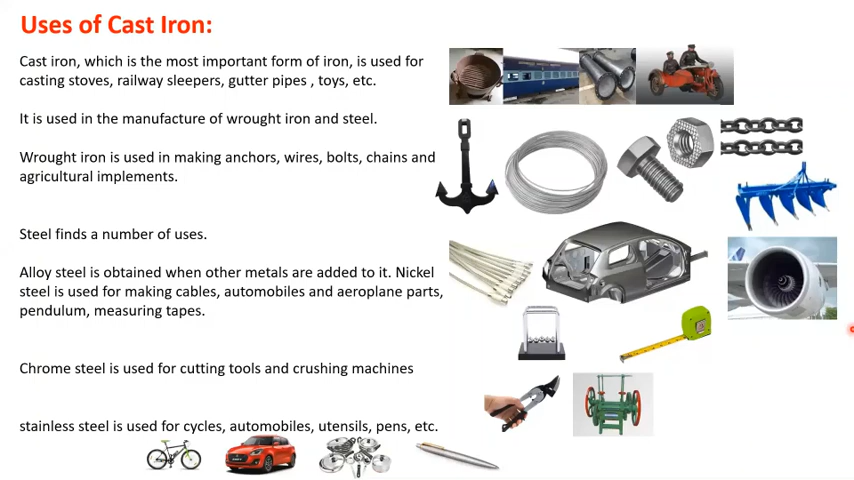 Uses of Cast Iron:
Cast iron, which is the most important form of iron, is used for
casting stoves, railway sleepers, gutter pipes , toys, etc.
It is used in the manufacture of wrought iron and steel.
Wrought iron is used in making anchors, wires, bolts, chains and
agricultural implements.
Steel finds a number of uses.
Alloy steel is obtained when other metals are added to it. Nickel
steel is used for making cables, automobiles and aeroplane parts,
pendulum, measuring tapes.
Chrome steel is used for cutting tools and crushing machines
stainless steel is used for cycles, automobiles, utensils, pens, etc.